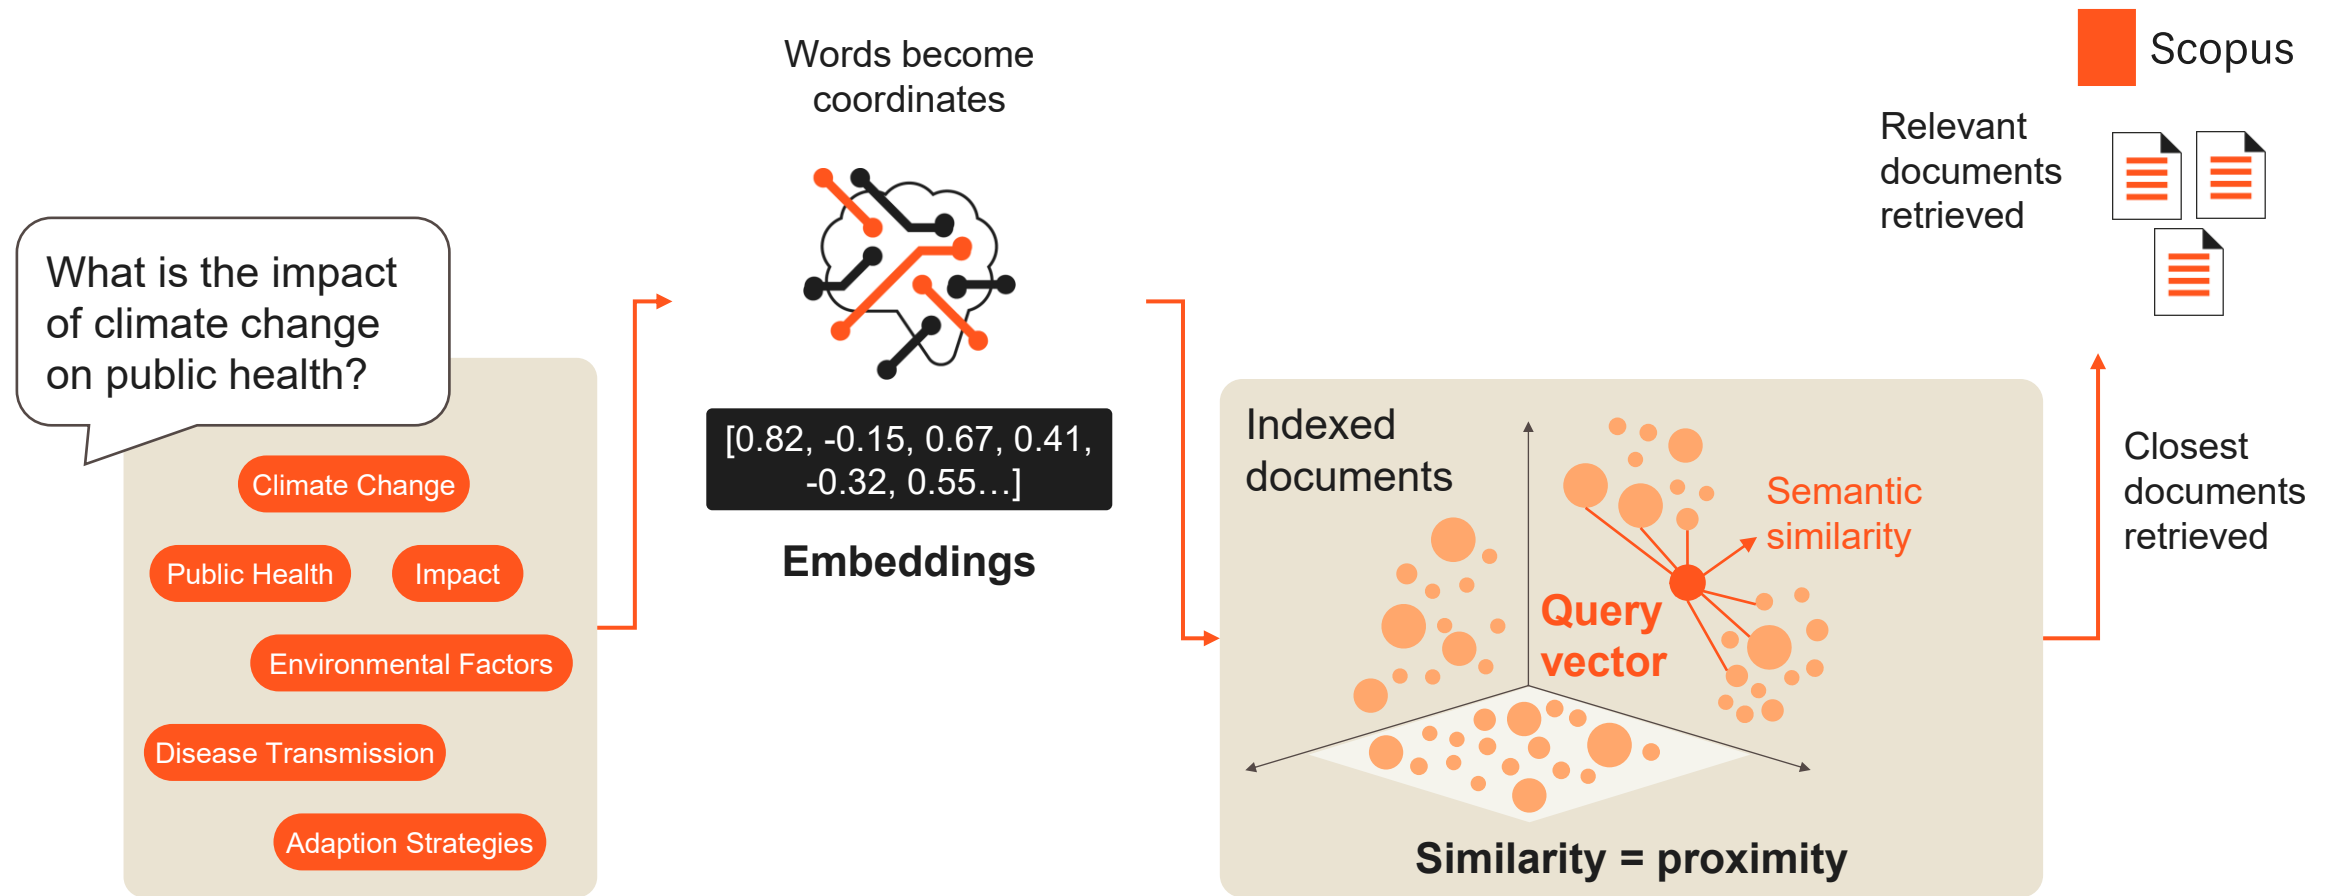 What is the impact
of climate change
on public health?
Climate Change
Public Health
Impact
Environmental Factors
Disease Transmission
Adaption Strategies
Words become
coordinates
[0.82, -0.15, 0.67, 0.41,
-0.32, 0.55...]
Embeddings
Indexed
documents
Semantic
similarity
Query
vector
Similarity = proximity
Closest
documents
retrieved
Relevant
documents
retrieved
Scopus